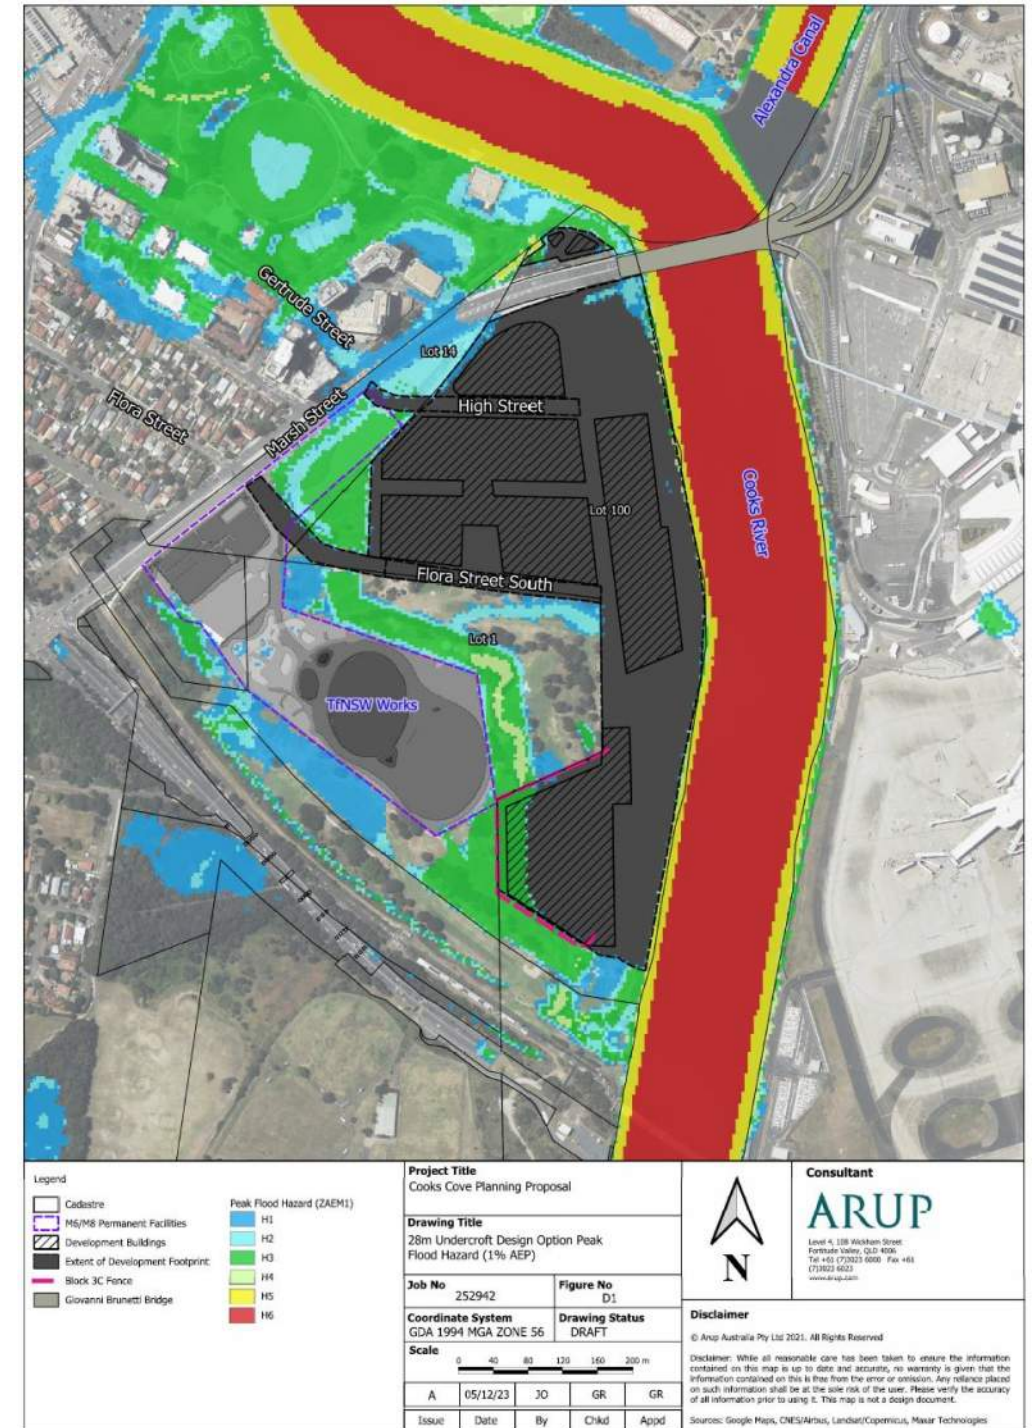 Alexandra Canal
Gertrude Street
Lot 14
Flora Street
Marsh Street
High Street
Cooks River
Lot 100
Flora Street South
Lot 1
TfNSW Works
Legend
Cadastre
M6/M8 Permanent Facilities
Development Buildings
Extent of Development Footprint
Block 3C Fence
Giovanni Brunetti Bridge
Peak Flood Hazard (ZAEM1)
H1
H2
H3
H4
H5
H6
Project Title
Cooks Cove Planning Proposal
Drawing Title
28m Undercroft Design Option Peak
Flood Hazard (1% AEP)
Job No
252942
Figure No
D1
Coordinate System
GDA 1994 MGA ZONE 56
Drawing Status
DRAFT
Scale
0 40 80 120 160 200 m
A 05/12/23 JO GR GR
Issue Date By Chkd Appd
N
Consultant
ARUP
Level 4, 108 Wickham Street
Fortitude Valley, QLD 4006
Tel +61 (7)3023 6000 Fax +61
(7)3023 6023
www.arup.com
Disclaimer
© Arup Australia Pty Ltd 2021. All Rights Reserved
Disclaimer: While all reasonable care has been taken to ensure the information
contained on this map is up to date and accurate, no warranty is given that the
information contained on this is free from the error or omission. Any reliance placed
on such information shall be at the sole risk of the user. Please verify the accuracy
of all information prior to using it. This map is not a design document.
Sources: Google Maps, CNES/Airbus, Landsat/Copernicus, Maxar Technologies